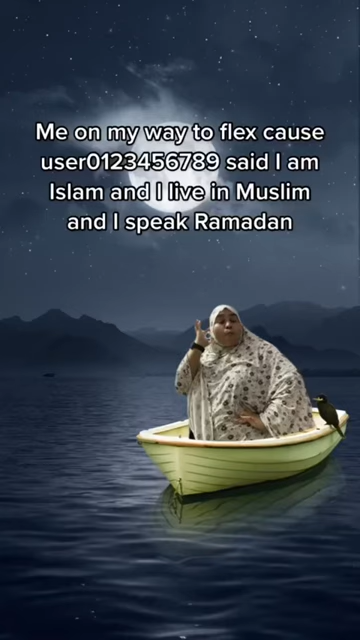 Me on my way to flex cause
user0123456789 said I am
Islam and I live in Muslim
and I speak Ramadan